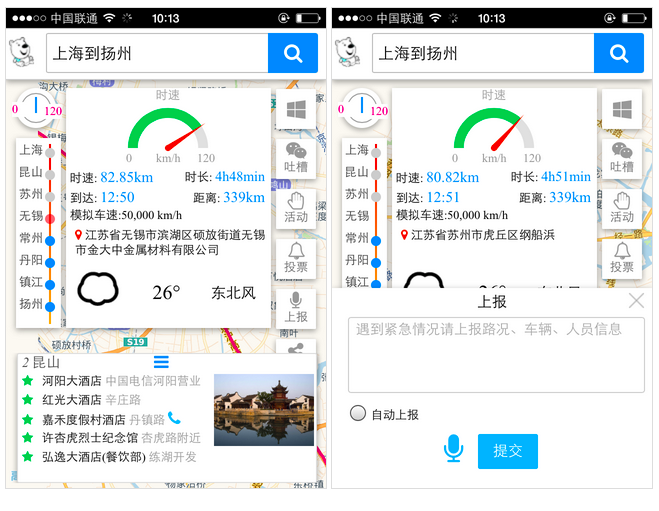 中国联通 10:13
上海到扬州
沟大桥
时速
0 120
0 km/h 120
时速: 82.85km 时长: 4h48min
到达: 12:50 距离: 339km
模拟车速:50,000 km/h
江苏省无锡市滨湖区硕放街道无锡
市金大中金属材料有限公司
26° 东北风
上海
昆山
苏州
无锡
常州
丹阳
镇江
扬州
吐槽
活动
投票
上报
南叶
硕放村桥
S19
2 昆山
河阳大酒店 中国电信河阳营业
红光大酒店 辛庄路
嘉禾度假村酒店 丹镇路
许杏虎烈士纪念馆 杏虎路附近
弘逸大酒店(餐饮部) 练湖开发
中国联通 10:13
上海到扬州
时速
0 120
0 km/h 120
时速: 80.82km 时长: 4h51min
到达: 12:51 距离: 339km
模拟车速:50,000 km/h
江苏省苏州市虎丘区纲船浜
26° 东北风
上海
昆山
苏州
无锡
常州
丹阳
镇江
吐槽
活动
投票
上报
遇到紧急情况请上报路况、车辆、人员信息
自动上报
提交